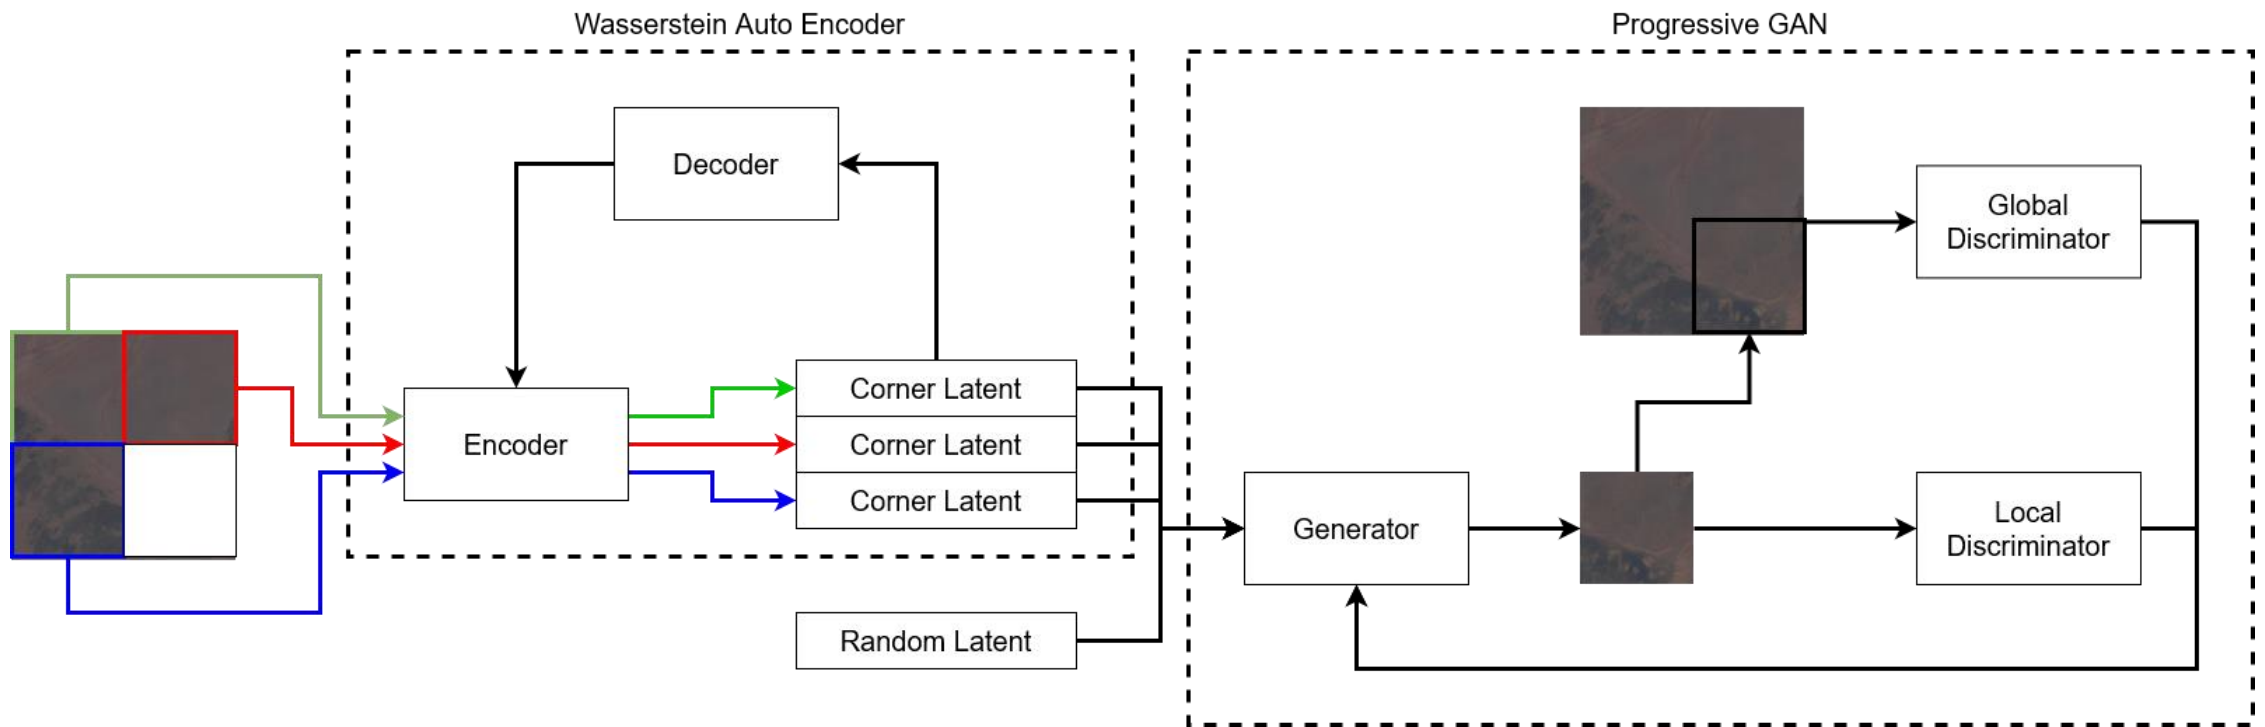 Wasserstein Auto Encoder
Progressive GAN
Decoder
Global
Discriminator
Encoder
Corner Latent
Corner Latent
Corner Latent
Generator
Local
Discriminator
Random Latent